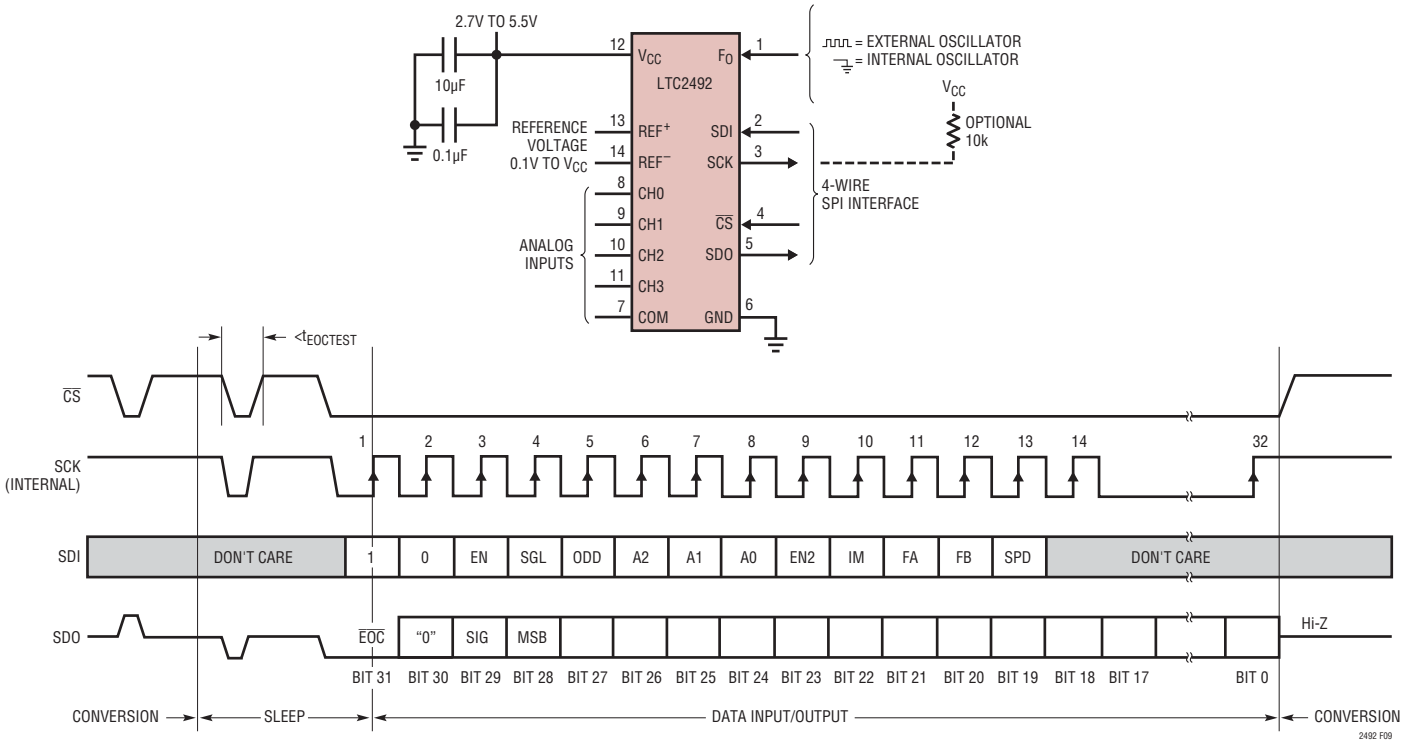 2.7V TO 5.5V
10µF
0.1µF
REFERENCE
VOLTAGE
0.1V TO VCC
ANALOG
INPUTS
12
13
14
8
9
10
11
7
VCC
REF+
REF−
CH0
CH1
CH2
CH3
COM
LTC2492
FO
SDI
SCK
CS
SDO
GND
1
2
3
4
5
6
= EXTERNAL OSCILLATOR
= INTERNAL OSCILLATOR
VCC
OPTIONAL
10k
4-WIRE
SPI INTERFACE
<tEOCTEST
CS
1 2 3 4 5 6 7 8 9 10 11 12 13 14 32
SCK
(INTERNAL)
SDI DON'T CARE 1 0 EN SGL ODD A2 A1 A0 EN2 IM FA FB SPD DON'T CARE
SDO EOC “0” SIG MSB Hi-Z
BIT 31 BIT 30 BIT 29 BIT 28 BIT 27 BIT 26 BIT 25 BIT 24 BIT 23 BIT 22 BIT 21 BIT 20 BIT 19 BIT 18 BIT 17 BIT 0
CONVERSION SLEEP DATA INPUT/OUTPUT CONVERSION
2492 F09